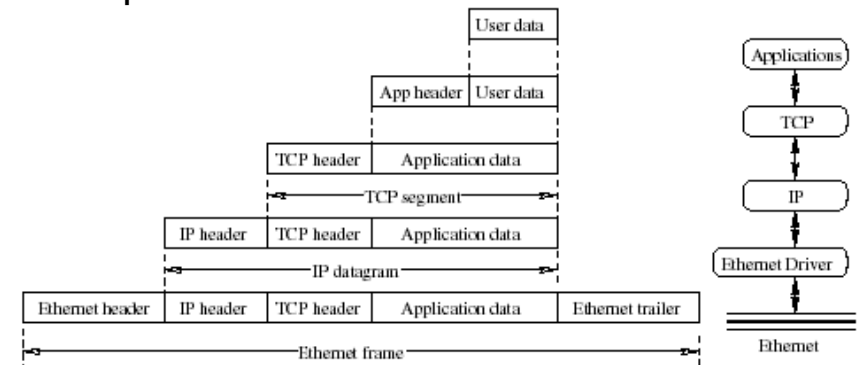 User data
App header User data
TCP header Application data
TCP segment
IP header TCP header Application data
IP datagram
Ethernet header IP header TCP header Application data Ethernet trailer
Ethernet frame
Applications
TCP
IP
Ethernet Driver
Ethernet